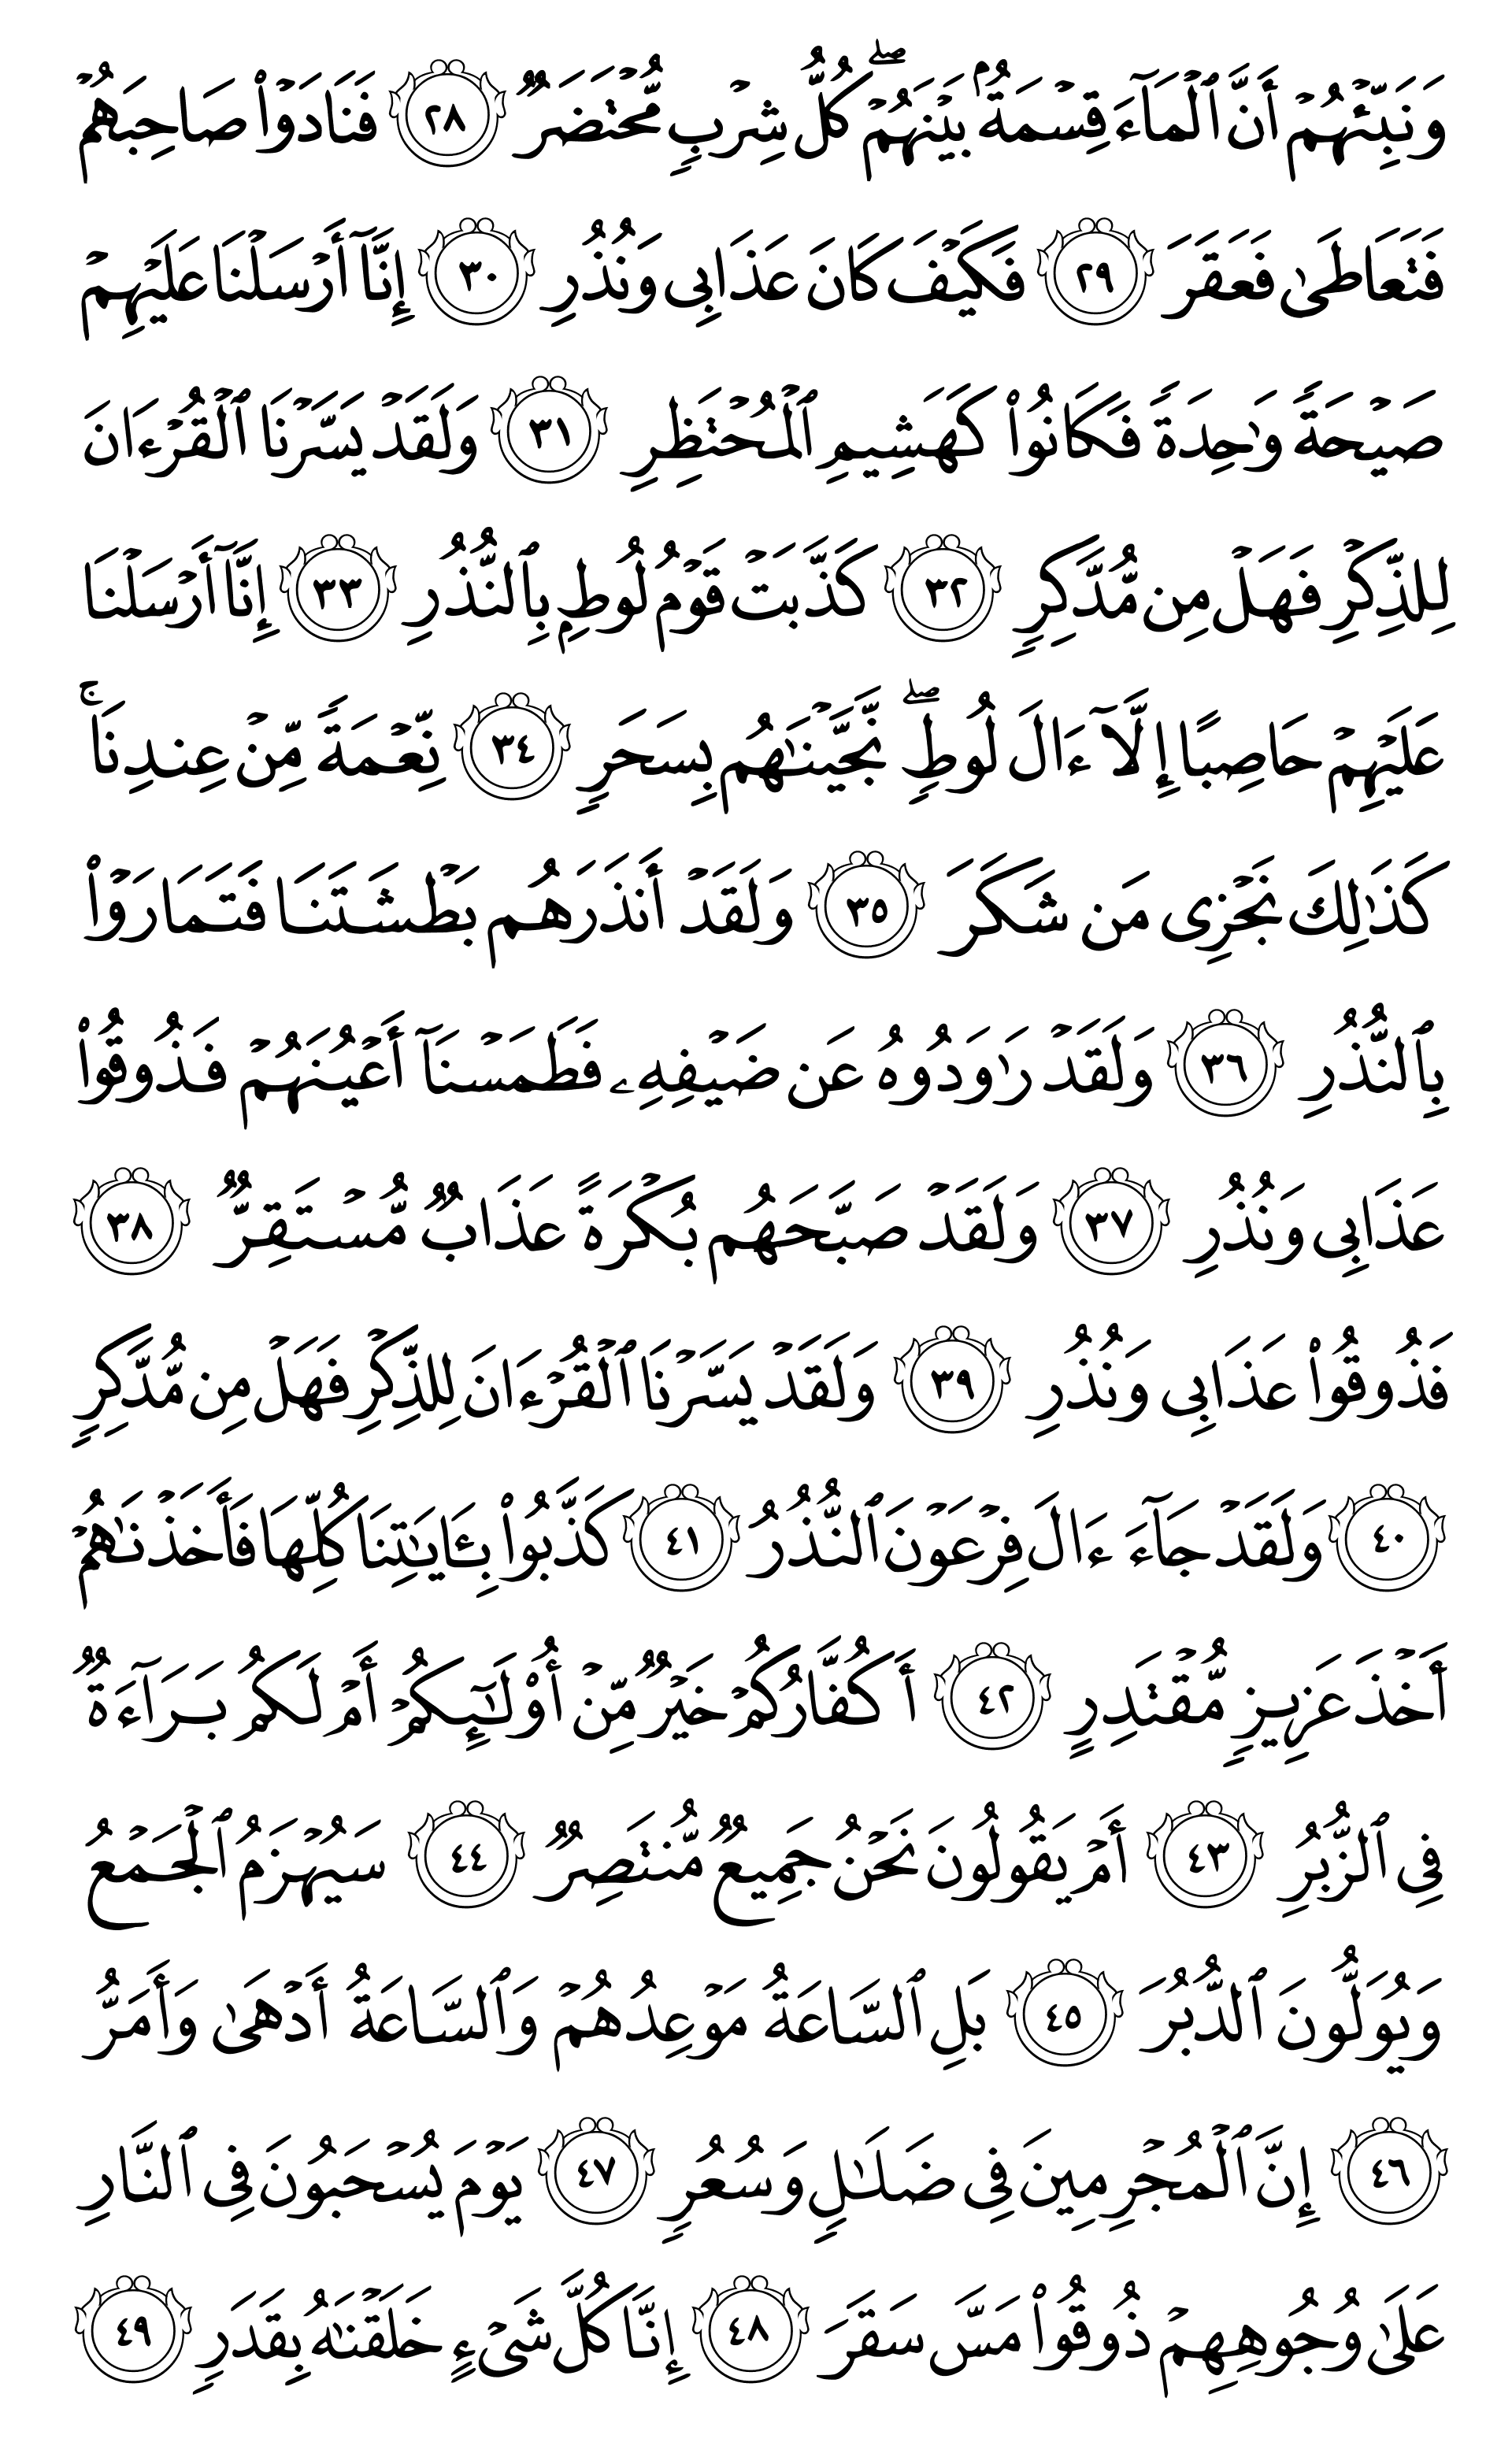 وَنَبِّئۡهُمۡ أَنَّ ٱلۡمَآءَ قِسۡمَةُۢ بَيۡنَهُمۡۖ كُلُّ شِرۡبٖ مُّحۡتَضَرٞ ٢٨ فَنَادَوۡاْ صَاحِبَهُمۡ
فَتَعَاطَىٰ فَعَقَرَ ٢٩ فَكَيۡفَ كَانَ عَذَابِي وَنُذُرِ ٣٠ إِنَّآ أَرۡسَلۡنَا عَلَيۡهِمۡ
صَيۡحَةٗ وَٰحِدَةٗ فَكَانُواْ كَهَشِيمِ ٱلۡمُحۡتَظِرِ ٣١ وَلَقَدۡ يَسَّرۡنَا ٱلۡقُرۡءَانَ
لِلذِّكۡرِ فَهَلۡ مِن مُّدَّكِرٖ ٣٢ كَذَّبَتۡ قَوۡمُ لُوطِۭ بِٱلنُّذُرِ ٣٣ إِنَّآ أَرۡسَلۡنَا
عَلَيۡهِمۡ حَاصِبًا إِلَّآ ءَالَ لُوطٖۖ نَّجَّيۡنَٰهُم بِسَحَرٖ ٣٤ نِّعۡمَةٗ مِّنۡ عِندِنَاۚ
كَذَٰلِكَ نَجۡزِي مَن شَكَرَ ٣٥ وَلَقَدۡ أَنذَرَهُم بَطۡشَتَنَا فَتَمَارَوۡاْ
بِٱلنُّذُرِ ٣٦ وَلَقَدۡ رَٰوَدُوهُ عَن ضَيۡفِهِۦ فَطَمَسۡنَآ أَعۡيُنَهُمۡ فَذُوقُواْ
عَذَابِي وَنُذُرِ ٣٧ وَلَقَدۡ صَبَّحَهُم بُكۡرَةً عَذَابٞ مُّسۡتَقِرّٞ ٣٨
فَذُوقُواْ عَذَابِي وَنُذُرِ ٣٩ وَلَقَدۡ يَسَّرۡنَا ٱلۡقُرۡءَانَ لِلذِّكۡرِ فَهَلۡ مِن مُّدَّكِرٖ
٤٠ وَلَقَدۡ جَآءَ ءَالَ فِرۡعَوۡنَ ٱلنُّذُرُ ٤١ كَذَّبُواْ بِـَٔايَٰتِنَا كُلِّهَا فَأَخَذۡنَٰهُمۡ
أَخۡذَ عَزِيزٖ مُّقۡتَدِرٍ ٤٢ أَكُفَّارُكُمۡ خَيۡرٞ مِّنۡ أُوْلَٰٓئِكُمۡ أَمۡ لَكُم بَرَآءَةٞ
فِي ٱلزُّبُرِ ٤٣ أَمۡ يَقُولُونَ نَحۡنُ جَمِيعٞ مُّنتَصِرٞ ٤٤ سَيُهۡزَمُ ٱلۡجَمۡعُ
وَيُوَلُّونَ ٱلدُّبُرَ ٤٥ بَلِ ٱلسَّاعَةُ مَوۡعِدُهُمۡ وَٱلسَّاعَةُ أَدۡهَىٰ وَأَمَرُّ
٤٦ إِنَّ ٱلۡمُجۡرِمِينَ فِي ضَلَٰلٖ وَسُعُرٖ ٤٧ يَوۡمَ يُسۡحَبُونَ فِي ٱلنَّارِ
عَلَىٰ وُجُوهِهِمۡ ذُوقُواْ مَسَّ سَقَرَ ٤٨ إِنَّا كُلَّ شَيۡءٍ خَلَقۡنَٰهُ بِقَدَرٖ ٤٩